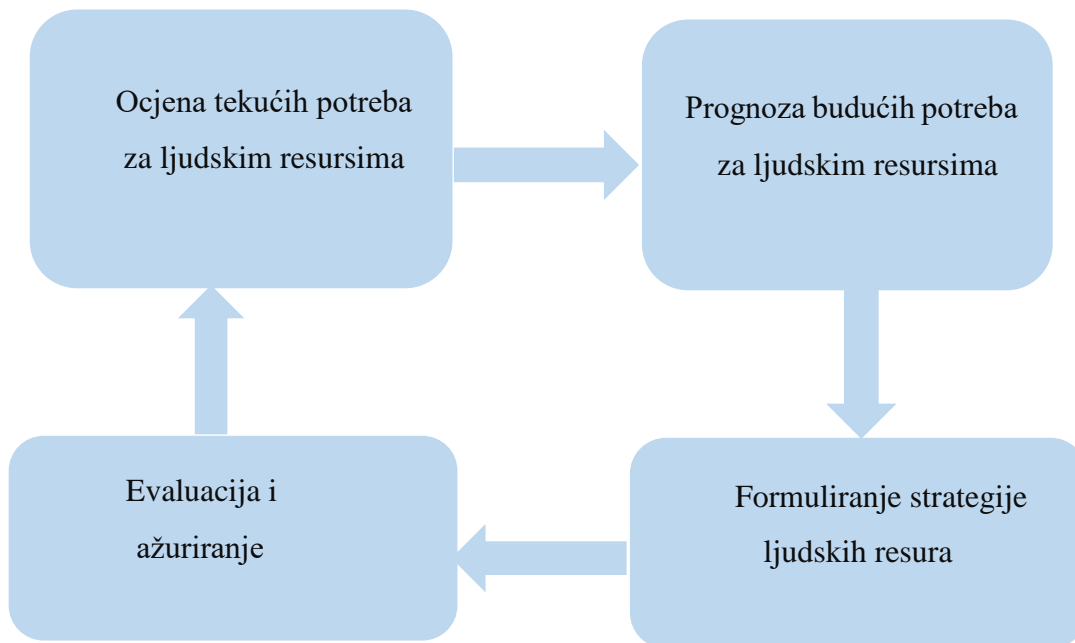 Ocjena tekućih potreba
za ljudskim resursima
Prognoza budućih potreba
za ljudskim resursima
Formuliranje strategije
ljudskih resura
Evaluacija i
ažuriranje